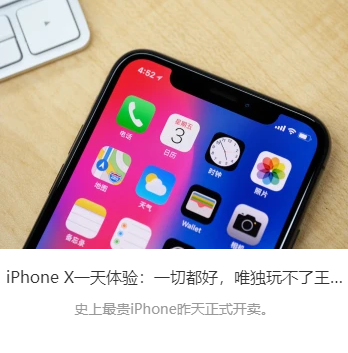 4:52
电话
星期五
3
日历
时钟
照片
地图
天气
Wallet
相机
备忘录
iPhone X一天体验：一切都好，唯独玩不了王...
史上最贵iPhone昨天正式开卖。